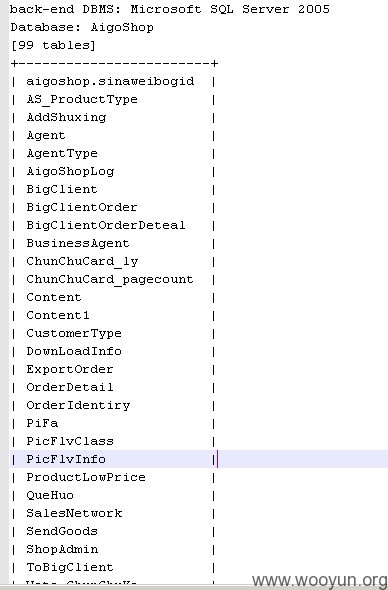 back-end DBMS: Microsoft SQL Server 2005
Database: AigoShop
[99 tables]
+------------------------+
| aigoshop.sinaweibogid |
| AS_ProductType |
| AddShuxing |
| Agent |
| AgentType |
| AigoShopLog |
| BigClient |
| BigClientOrder |
| BigClientOrderDeteal |
| BusinessAgent |
| ChunChuCard_ly |
| ChunChuCard_pagecount |
| Content |
| Content1 |
| CustomerType |
| DownLoadInfo |
| ExportOrder |
| OrderDetail |
| OrderIdentiry |
| PiFa |
| PicFlvClass |
| PicFlvInfo |
| ProductLowPrice |
| QueHuo |
| SalesNetwork |
| SendGoods |
| ShopAdmin |
| ToBigClient |
www.wooyun.org